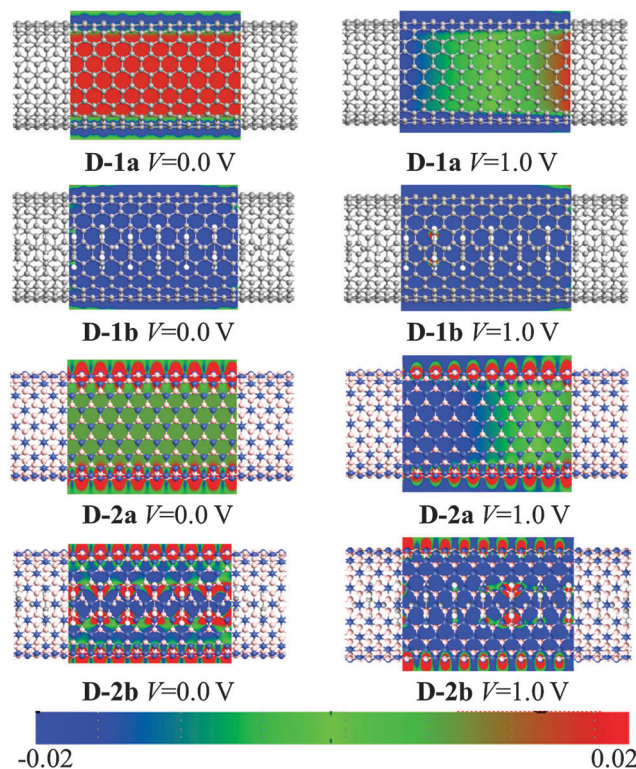 D-1a V=0.0 V
D-1a V=1.0 V
D-1b V=0.0 V
D-1b V=1.0 V
D-2a V=0.0 V
D-2a V=1.0 V
D-2b V=0.0 V
D-2b V=1.0 V
-0.02
0.02